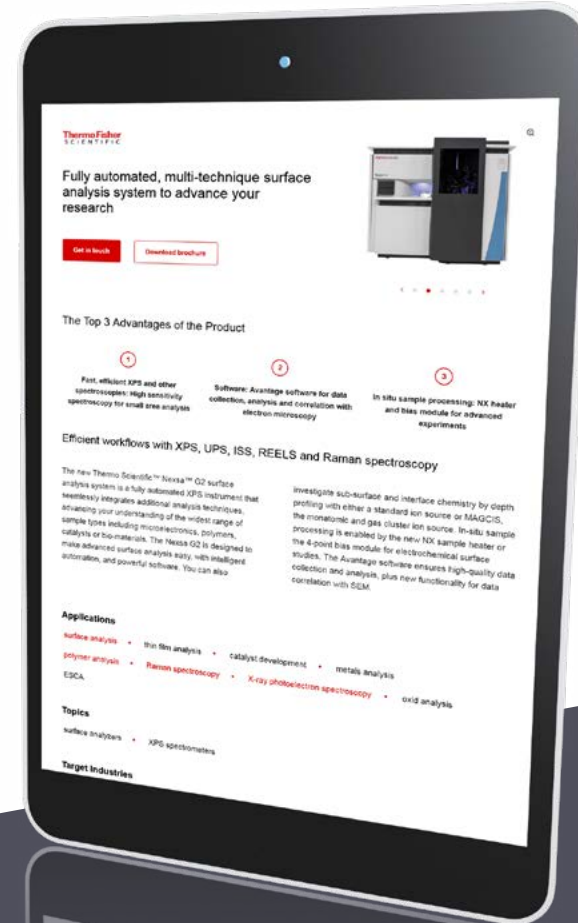 ThermoFisher
SCIENTIFIC
Fully automated, multi-technique surface
analysis system to advance your
research
Get in touch
Download brochure
The Top 3 Advantages of the Product
1
Fast, efficient XPS and other
spectroscopies: High sensitivity
spectroscopy for small area analysis
2
Software: Avantage software for data
collection, analysis and correlation with
electron microscopy
3
In situ sample processing: NX heater
and bias module for advanced
experiments
Efficient workflows with XPS, UPS, ISS, REELS and Raman spectroscopy
The new Thermo Scientific™ Nexsa™ G2 surface
analysis system is a fully automated XPS instrument that
seemlessly integrates additional analysis techniques,
advancing your understanding of the widest range of
sample types including microelectronics, polymers,
catalysts or bio-materials. The Nexsa G2 is designed to
make advanced surface analysis easy, with intelligent
automation, and powerful software. You can also
investigate sub-surface and interface chemistry by depth
profiling with either a standard ion source or MAGCIS,
the monatomic and gas cluster ion source. In-situ sample
processing is enabled by the new NX sample heater or
the 4-point bias module for electrochemical surface
studies. The Avantage software ensures high-quality data
collection and analysis, plus new functionality for data
correlation with SEM.
Applications
surface analysis • thin film analysis • catalyst development • metals analysis
polymer analysis • Raman spectroscopy • X-ray photoelectron spectroscopy • oxid analysis
ESCA
Topics
surface analyzers • XPS spectrometers
Target Industries